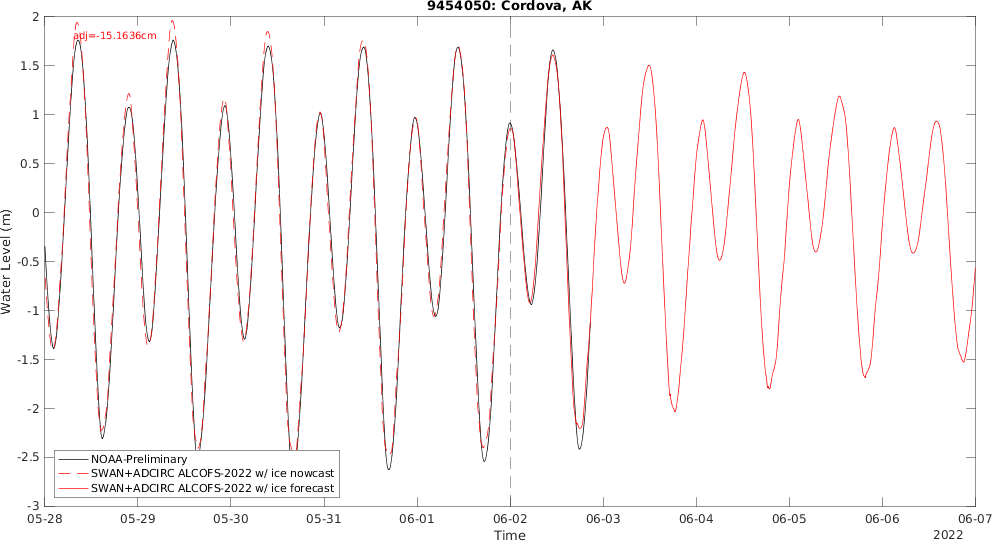 9454050: Cordova, AK
adj=-15.1636cm
2
1.5
1
0.5
0
-0.5
-1
-1.5
-2
-2.5
-3
Water Level (m)
NOAA-Preliminary
SWAN+ADCIRC ALCOFS-2022 w/ ice nowcast
SWAN+ADCIRC ALCOFS-2022 w/ ice forecast
05-28 05-29 05-30 05-31 06-01 06-02 06-03 06-04 06-05 06-06 06-07
Time
2022